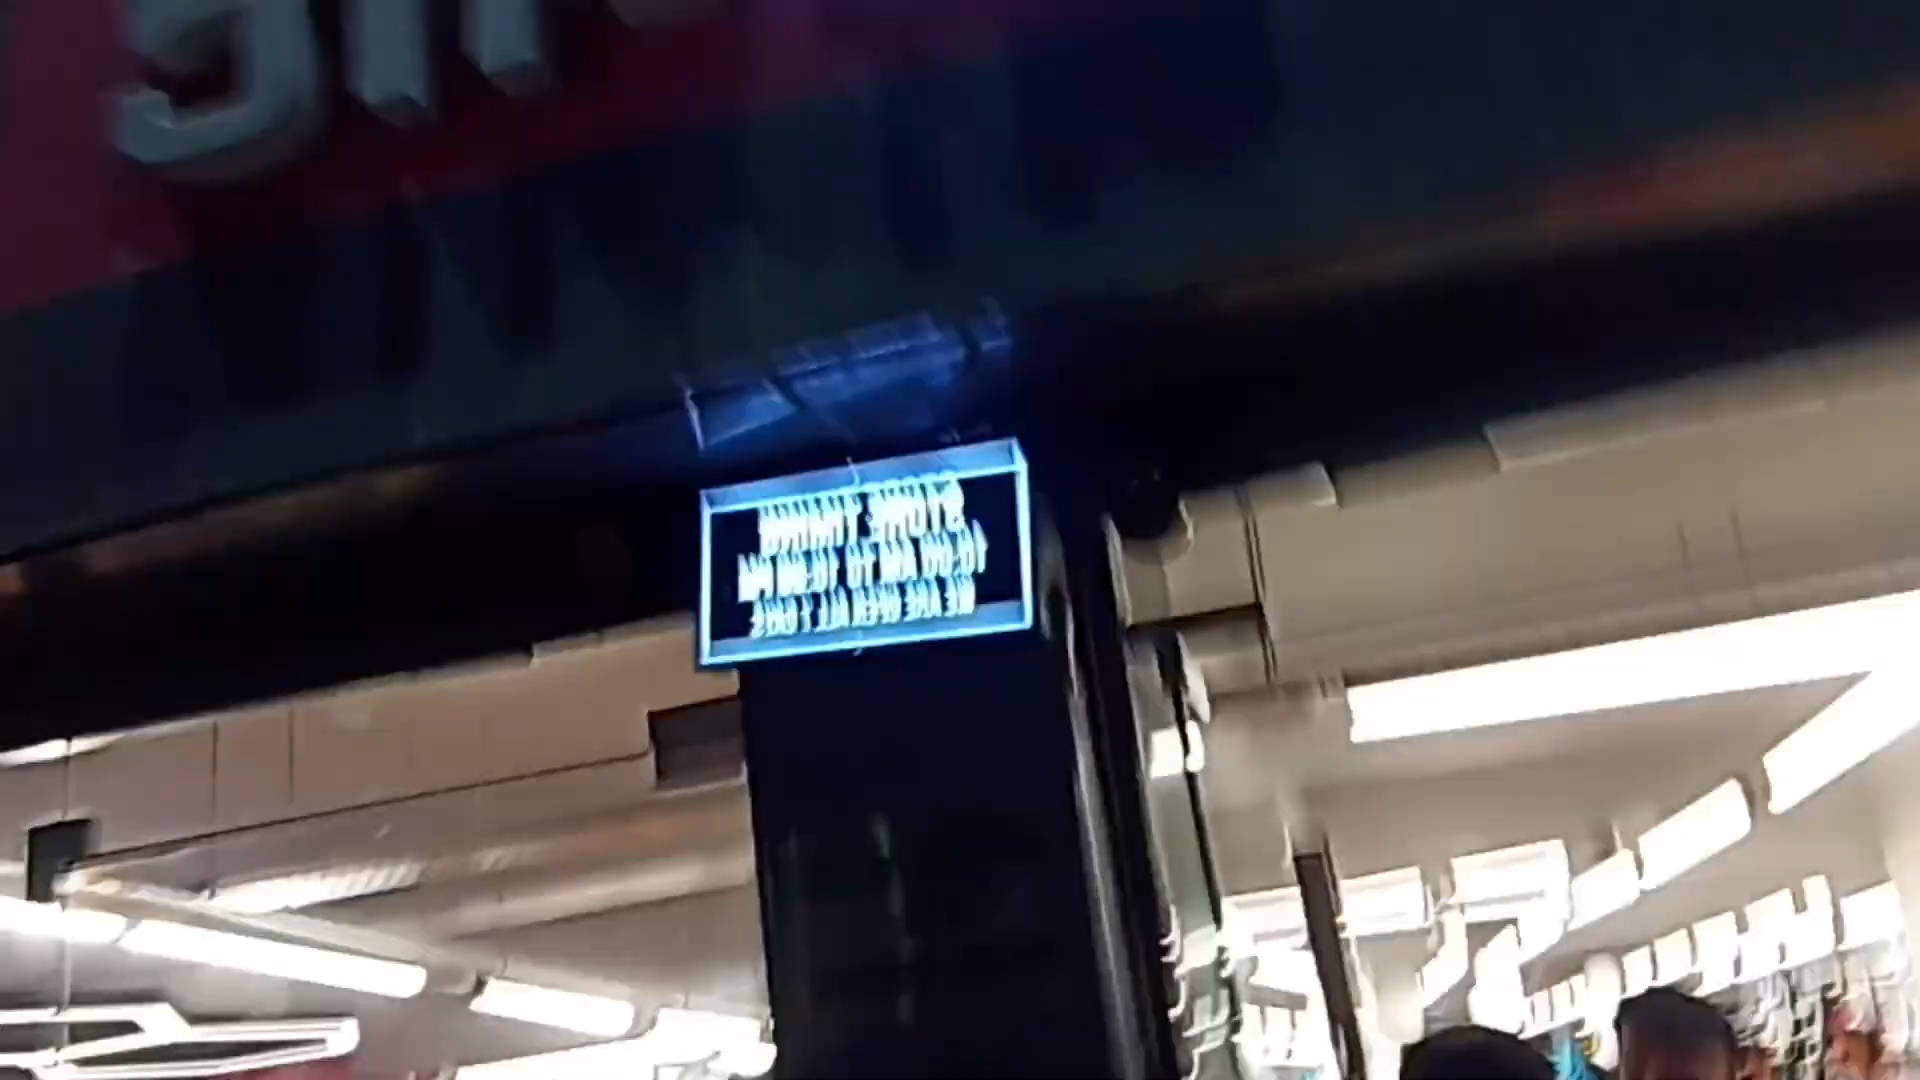 STORE TIMING
10:00 AM TO 10:00 PM
WE ARE OPEN ALL 7 DAYS